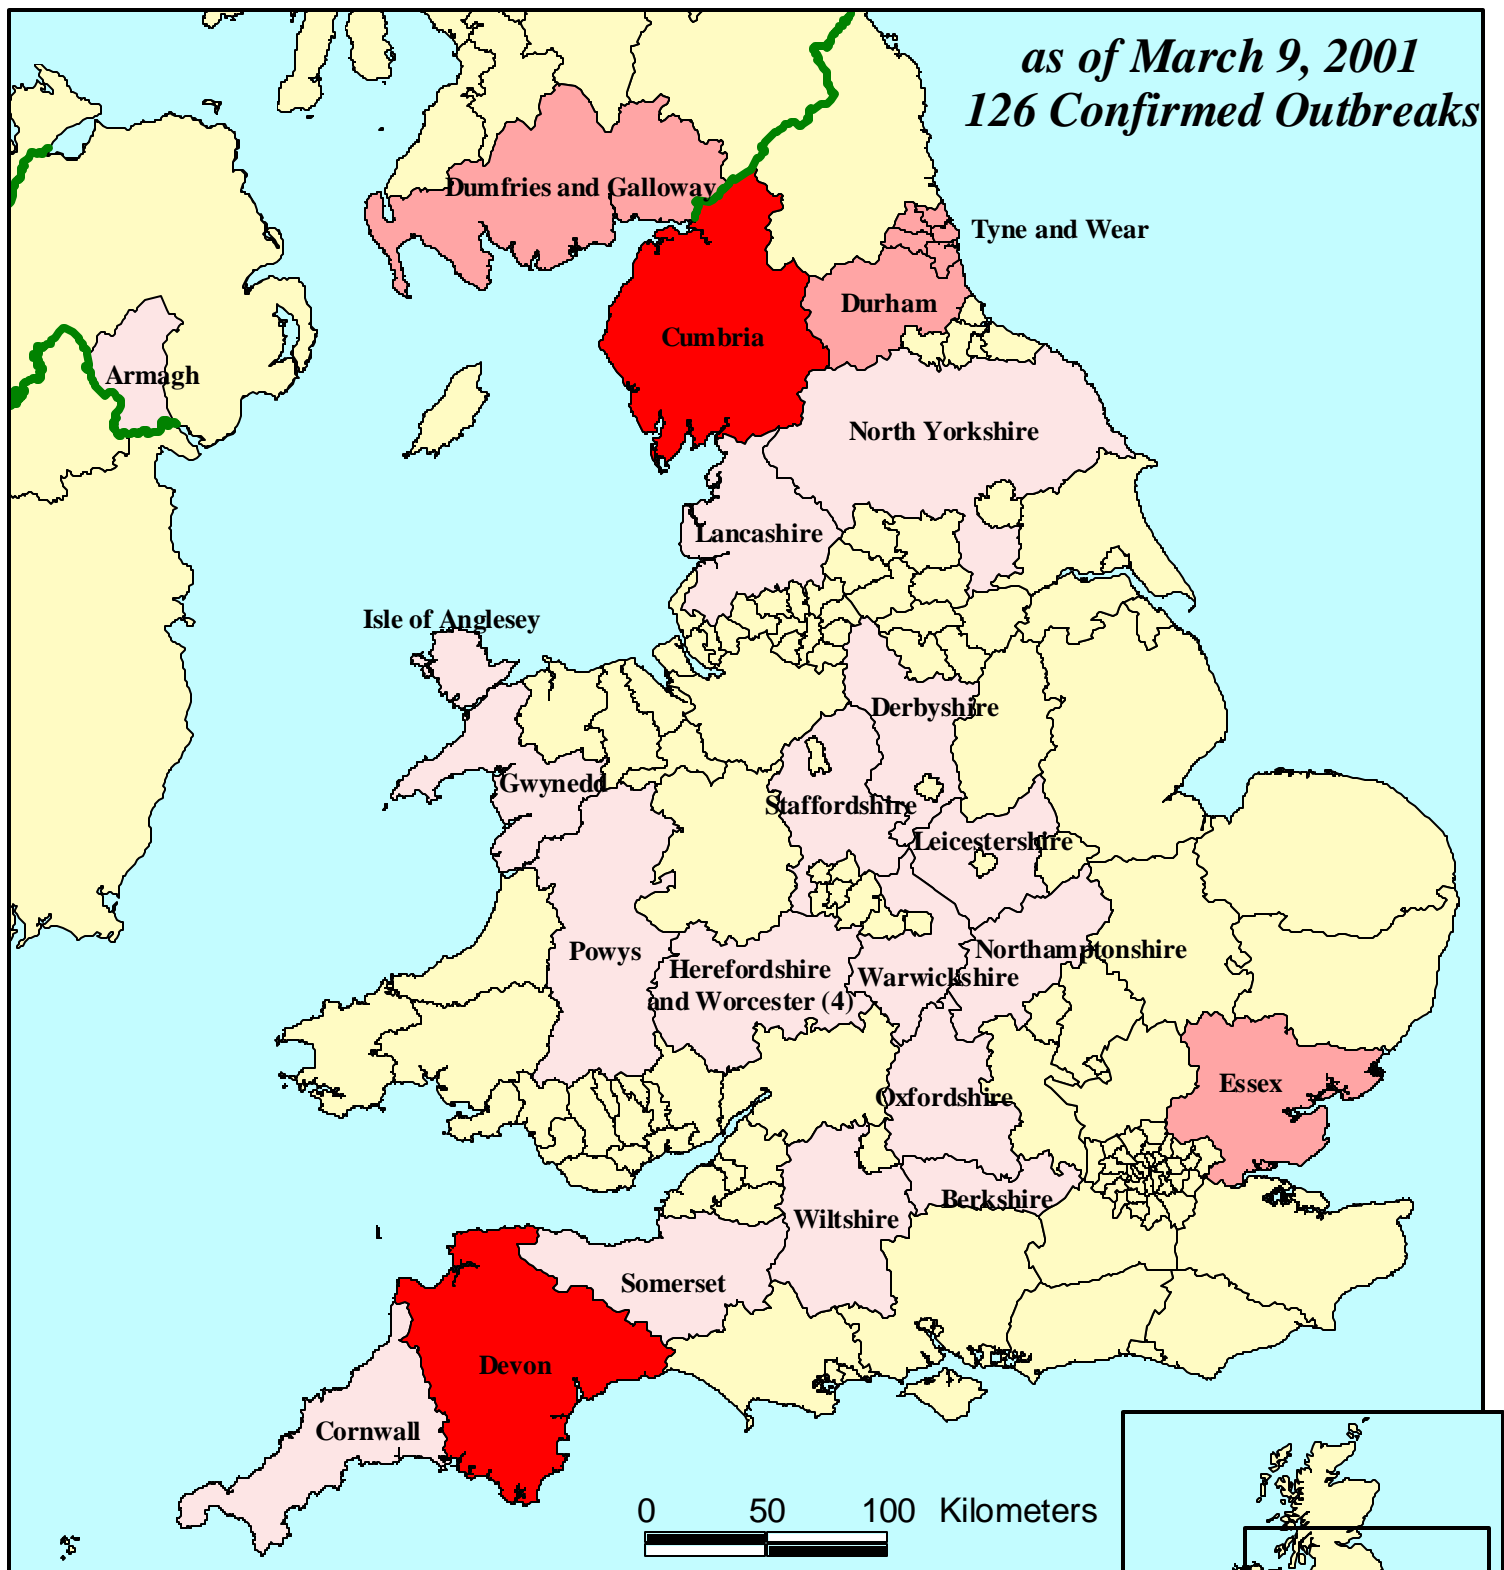 as of March 9, 2001
126 Confirmed Outbreaks
Dumfries and Galloway
Tyne and Wear
Durham
Cumbria
Armagh
North Yorkshire
Lancashire
Isle of Anglesey
Derbyshire
Gwynedd
Staffordshire
Leicestershire
Powys
Northamptonshire
Herefordshire
and Worcester (4)
Warwickshire
Essex
Oxfordshire
Berkshire
Wiltshire
Somerset
Devon
Cornwall
0 50 100 Kilometers